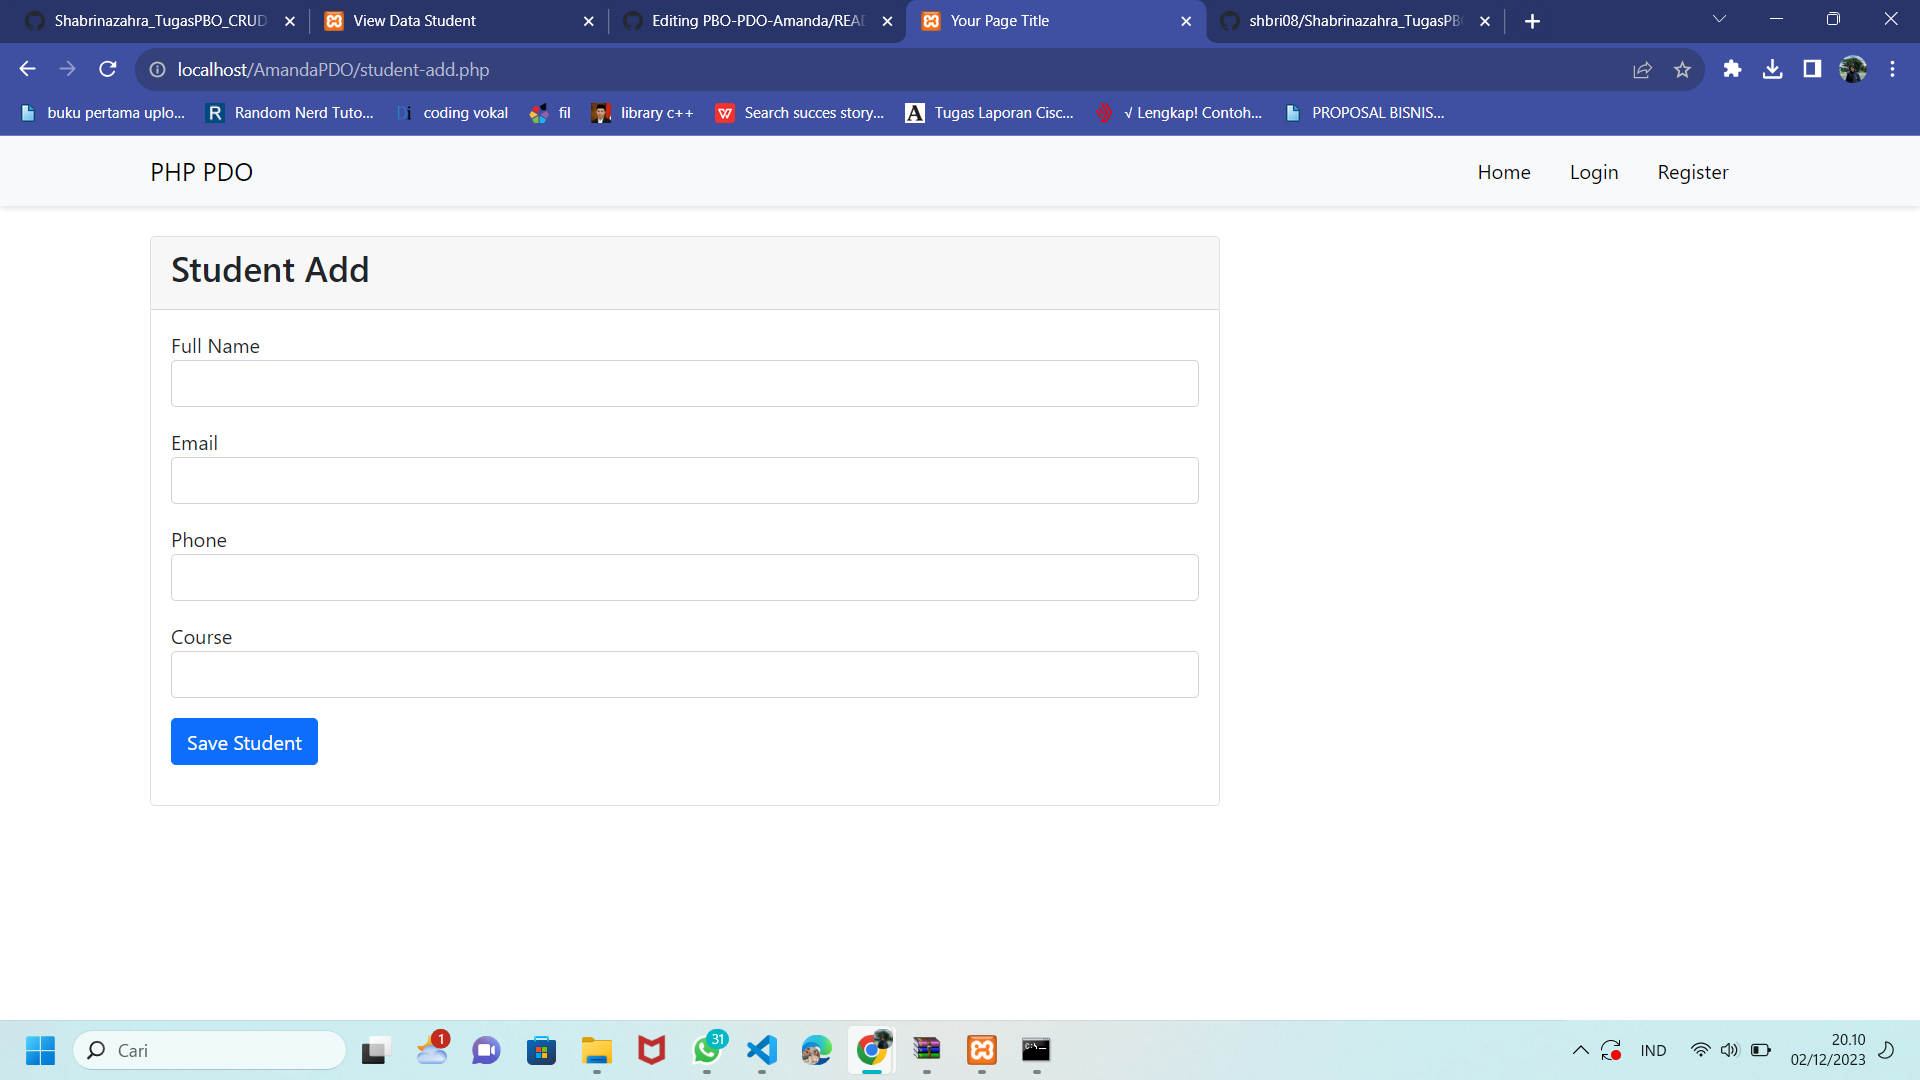 Shabrinazahra_TugasPBO_CRUD
View Data Student
Editing PBO-PDO-Amanda/READ
Your Page Title
shbri08/Shabrinazahra_TugasPBO
localhost/AmandaPDO/student-add.php
buku pertama uplo...
R
Random Nerd Tuto...
Di
coding vokal
fil
library c++
W
Search succes story...
A
Tugas Laporan Cisc...
√ Lengkap! Contoh...
PROPOSAL BISNIS...
PHP PDO
Home
Login
Register
Student Add
Full Name
Email
Phone
Course
Save Student
Cari
1
31
IND
20.10
02/12/2023